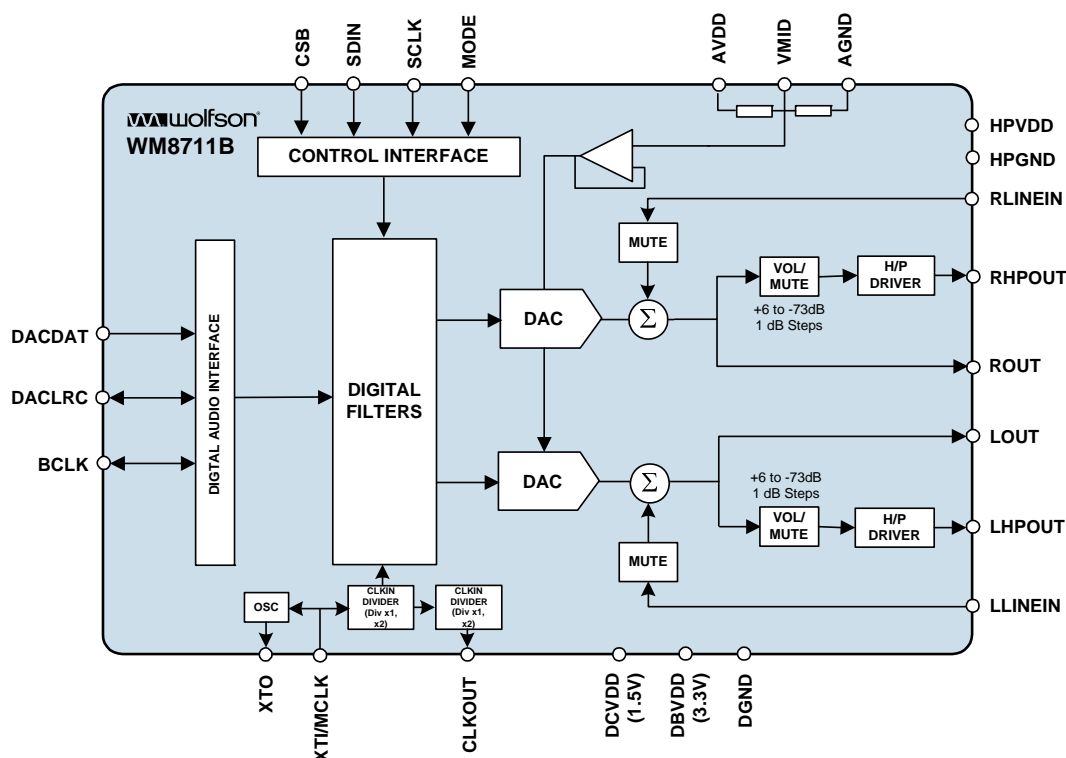 CSB
SDIN
SCLK
MODE
AVDD
VMID
AGND
wolfson®
WM8711B
CONTROL INTERFACE
HPVDD
HPGND
RLINEIN
MUTE
VOL/
MUTE
H/P
DRIVER
RHPOUT
+6 to -73dB
1 dB Steps
DAC
Σ
ROUT
DACDAT
DACLRC
BCLK
DIGTAL AUDIO INTERFACE
DIGITAL
FILTERS
LOUT
DAC
Σ
+6 to -73dB
1 dB Steps
VOL/
MUTE
H/P
DRIVER
LHPOUT
MUTE
LLINEIN
OSC
CLKIN
DIVIDER
(Div x1,
x2)
CLKIN
DIVIDER
(Div x1,
x2)
XTO
XTI/MCLK
CLKOUT
DCVDD
(1.5V)
DBVDD
(3.3V)
DGND